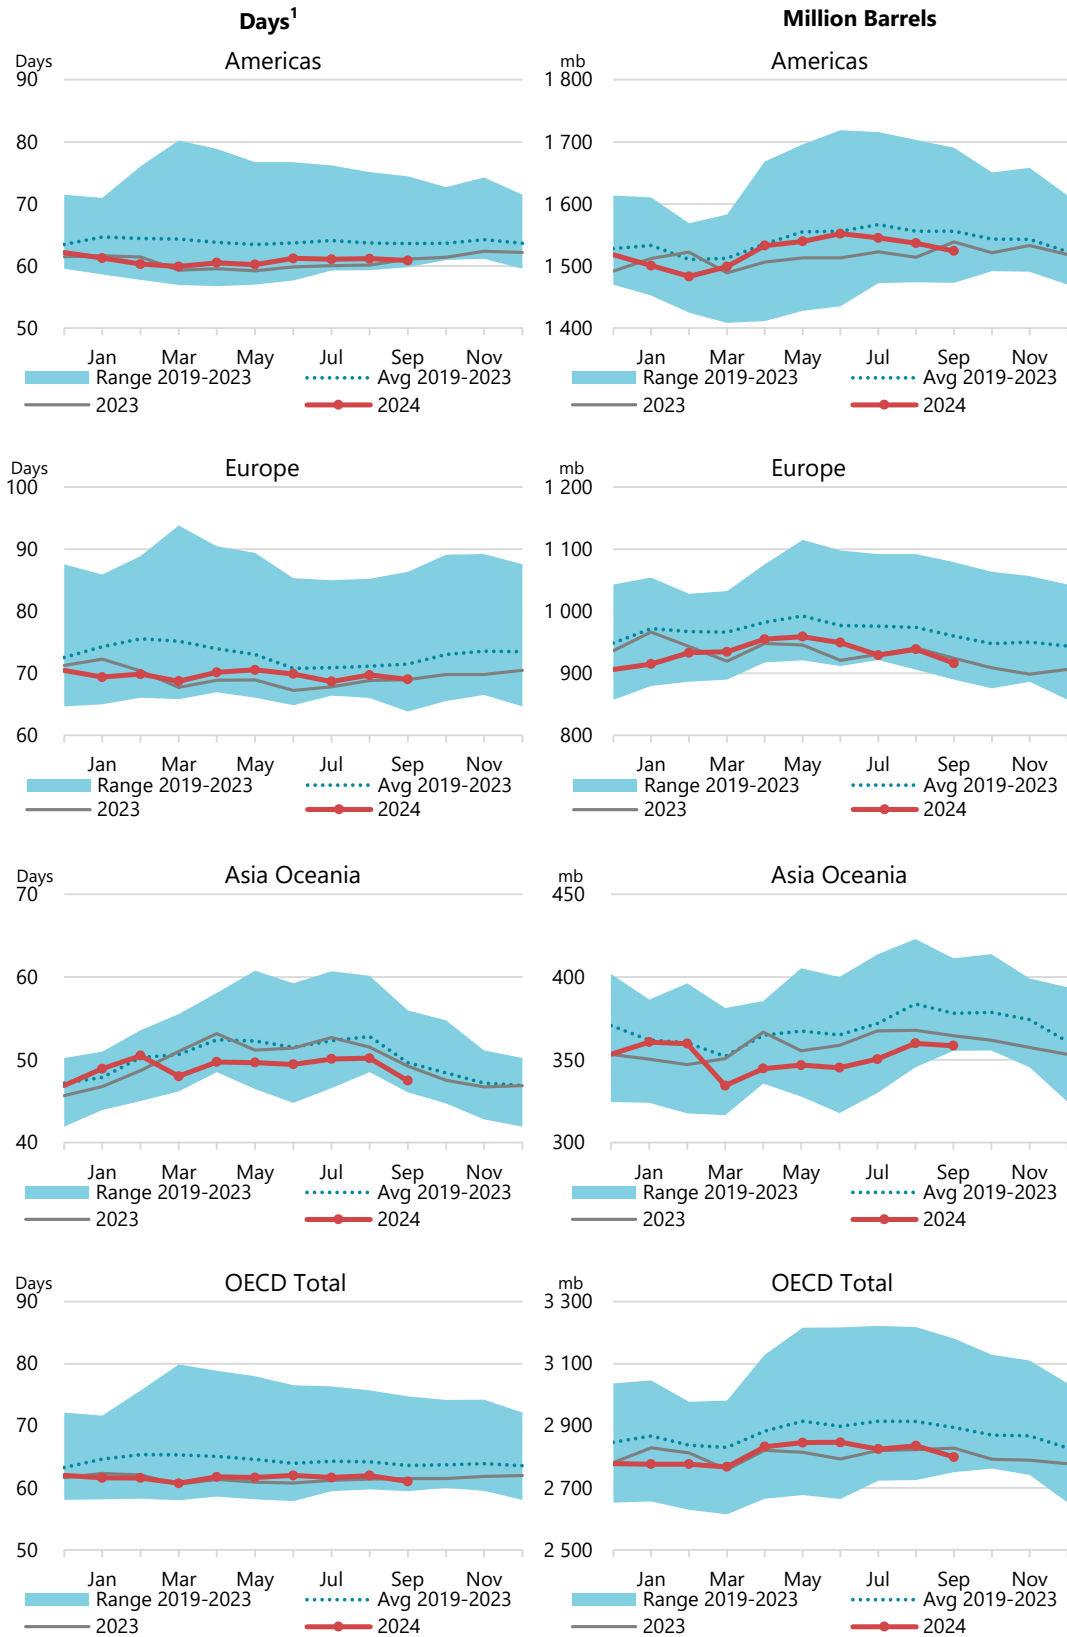 Days1
Million Barrels
Days
Americas
90
80
70
60
50
Jan Mar May Jul Sep Nov
Range 2019-2023
Avg 2019-2023
2023
2024
mb
Americas
1 800
1 700
1 600
1 500
1 400
Jan Mar May Jul Sep Nov
Range 2019-2023
Avg 2019-2023
2023
2024
Days
Europe
100
90
80
70
60
Jan Mar May Jul Sep Nov
Range 2019-2023
Avg 2019-2023
2023
2024
mb
Europe
1 200
1 100
1 000
900
800
Jan Mar May Jul Sep Nov
Range 2019-2023
Avg 2019-2023
2023
2024
Days
Asia Oceania
70
60
50
40
Jan Mar May Jul Sep Nov
Range 2019-2023
Avg 2019-2023
2023
2024
mb
Asia Oceania
450
400
350
300
Jan Mar May Jul Sep Nov
Range 2019-2023
Avg 2019-2023
2023
2024
Days
OECD Total
90
80
70
60
50
Jan Mar May Jul Sep Nov
Range 2019-2023
Avg 2019-2023
2023
2024
mb
OECD Total
3 300
3 100
2 900
2 700
2 500
Jan Mar May Jul Sep Nov
Range 2019-2023
Avg 2019-2023
2023
2024